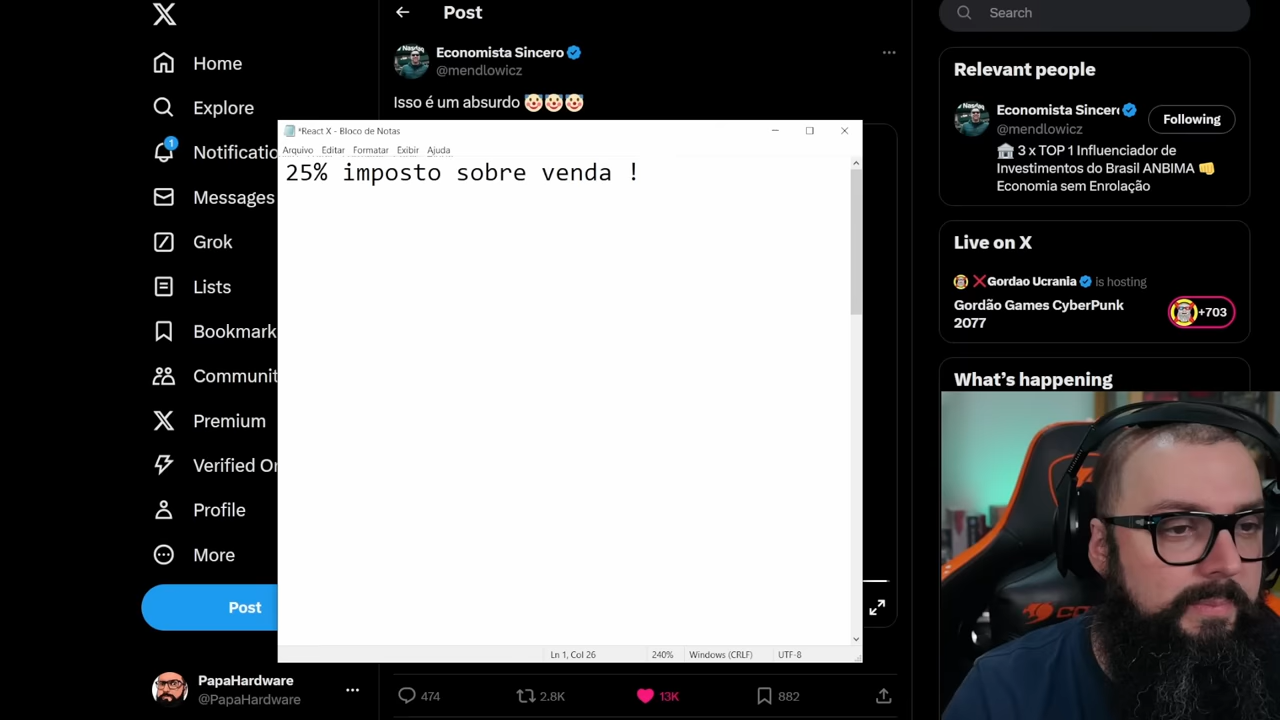 Post
Search
Home
Explore
1
Notificatio
Messages
Grok
Lists
Bookmark
Communit
Premium
Verified Or
Profile
More
Post
PapaHardware
@PapaHardware
Economista Sincero
@mendlowicz
Isso é um absurdo
*React X - Bloco de Notas
Arquivo Editar Formatar Exibir Ajuda
25% imposto sobre venda !
Ln 1, Col 26 240% Windows (CRLF) UTF-8
474 2.8K 13K 882
Relevant people
Economista Sincero
@mendlowicz
Following
3 x TOP 1 Influenciador de
Investimentos do Brasil ANBIMA
Economia sem Enrolação
Live on X
Gordao Ucrania is hosting
Gordão Games CyberPunk
2077
+703
What's happening